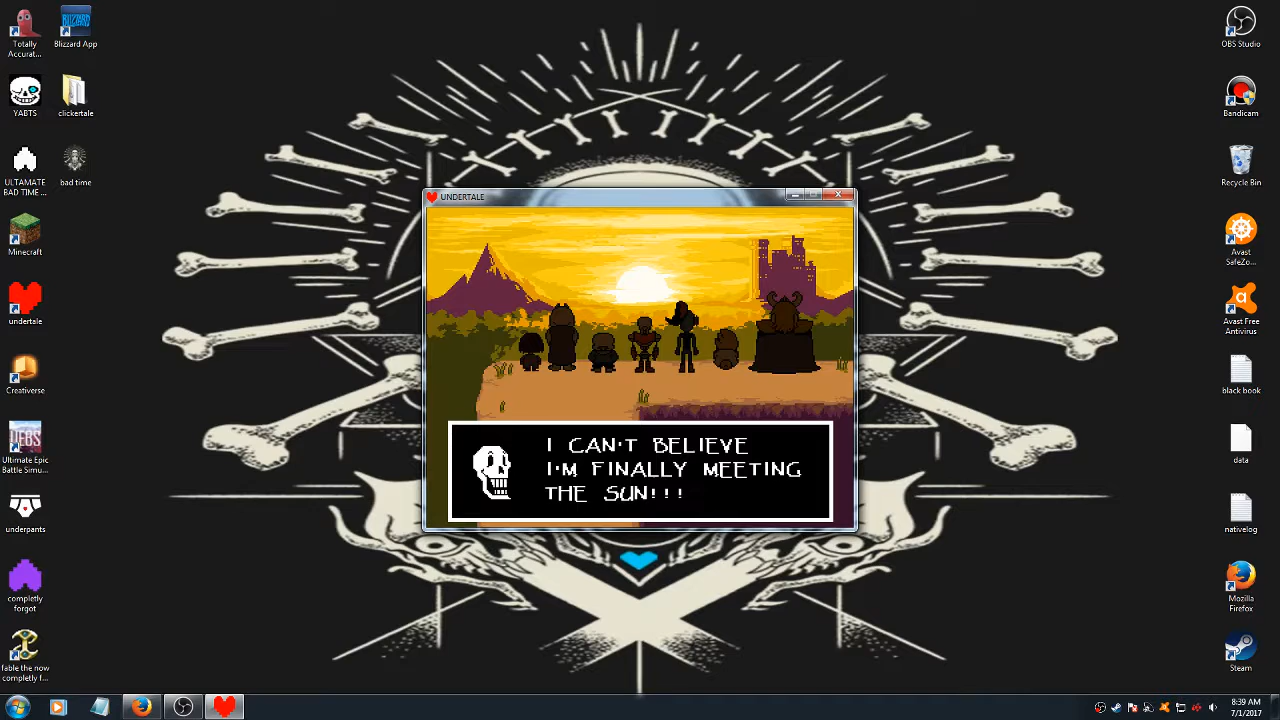 Totally
Accurat...
Blizzard App
YABTS
clickertale
ULTIMATE
BAD TIME ...
bad time
Minecraft
undertale
Creativerse
Ultimate Epic
Battle Simu...
underpants
completly
forgot
fable the now
completly f...
UNDERTALE
I CAN'T BELIEVE
I'M FINALLY MEETING
THE SUN!!!
OBS Studio
Bandicam
Recycle Bin
Avast
SafeZo...
Avast Free
Antivirus
black book
data
nativelog
Mozilla
Firefox
Steam
8:39 AM
7/1/2017